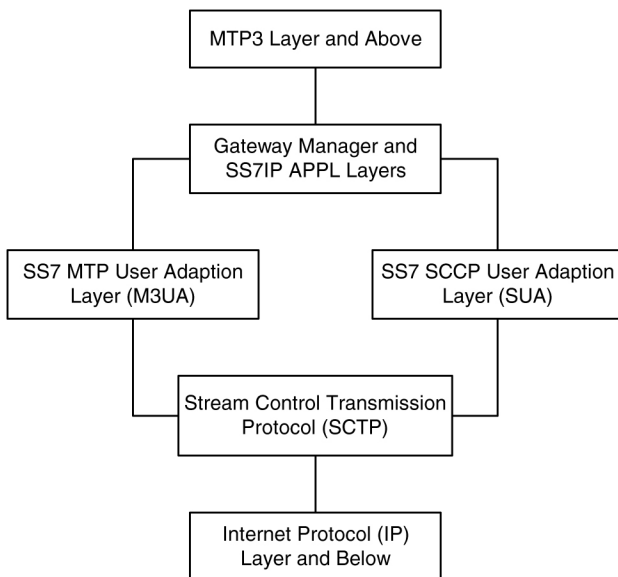 MTP3 Layer and Above
Gateway Manager and
SS7IP APPL Layers
SS7 MTP User Adaption
Layer (M3UA)
SS7 SCCP User Adaption
Layer (SUA)
Stream Control Transmission
Protocol (SCTP)
Internet Protocol (IP)
Layer and Below